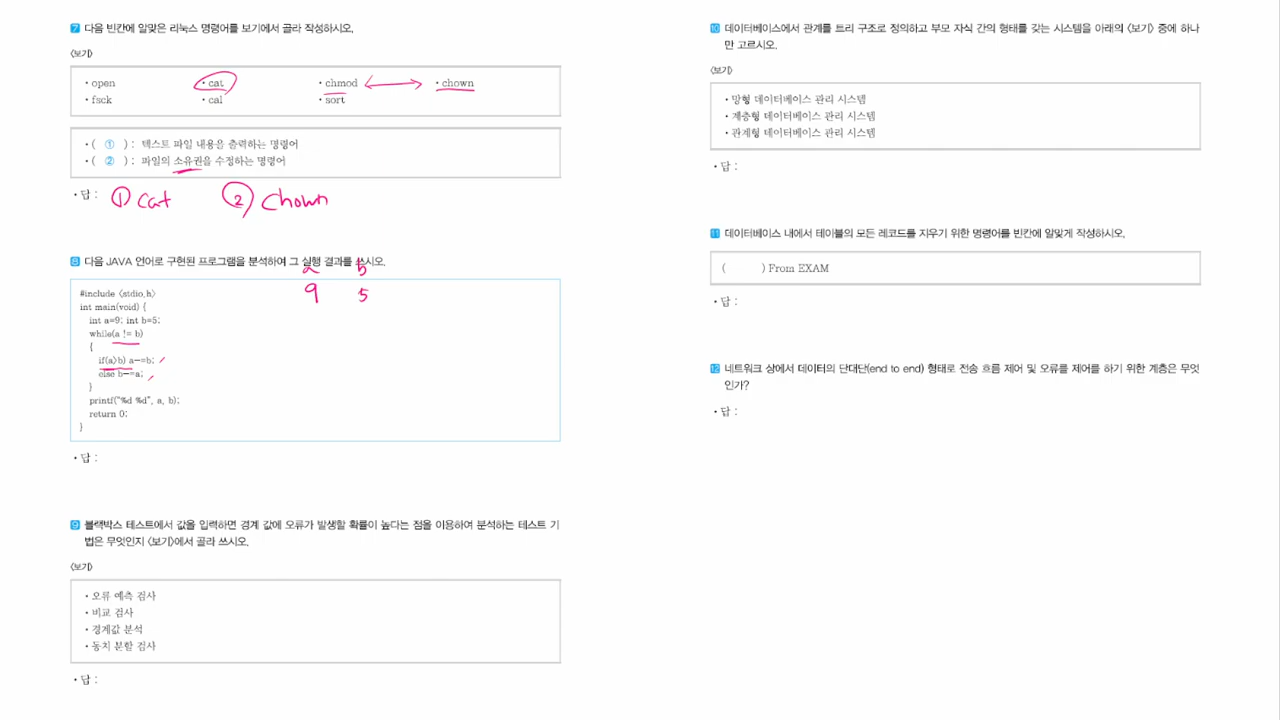 7 다음 빈칸에 알맞은 리눅스 명령어를 보기에서 골라 작성하시오.
〈보기〉
• open • cat • chmod • chown
• fsck • cal • sort
• ( ① ) : 텍스트 파일 내용을 출력하는 명령어
• ( ② ) : 파일의 소유권을 수정하는 명령어
• 답 : ① cat ② chown
8 다음 JAVA 언어로 구현된 프로그램을 분석하여 그 실행 결과를 쓰시오.
a b
9 5
#include 〈stdio.h〉
int main(void) {
int a=9; int b=5;
while(a != b)
{
if(a>b) a-=b;
else b-=a;
}
printf("%d %d", a, b);
return 0;
}
• 답 :
9 블랙박스 테스트에서 값을 입력하면 경계 값에 오류가 발생할 확률이 높다는 점을 이용하여 분석하는 테스트 기
법은 무엇인지 〈보기〉에서 골라 쓰시오.
〈보기〉
• 오류 예측 검사
• 비교 검사
• 경계값 분석
• 동치 분할 검사
• 답 :
10 데이터베이스에서 관계를 트리 구조로 정의하고 부모 자식 간의 형태를 갖는 시스템을 아래의 〈보기〉 중에 하나
만 고르시오.
〈보기〉
• 망형 데이터베이스 관리 시스템
• 계층형 데이터베이스 관리 시스템
• 관계형 데이터베이스 관리 시스템
• 답 :
11 데이터베이스 내에서 테이블의 모든 레코드를 지우기 위한 명령어를 빈칸에 알맞게 작성하시오.
( ) From EXAM
• 답 :
12 네트워크 상에서 데이터의 단대단(end to end) 형태로 전송 흐름 제어 및 오류를 제어를 하기 위한 계층은 무엇
인가?
• 답 :